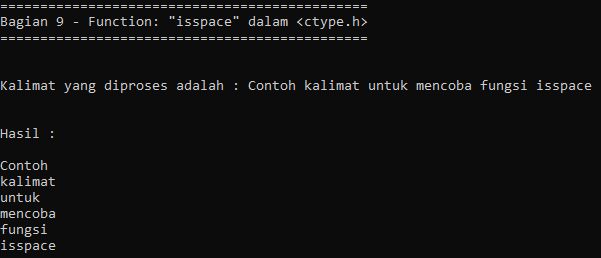 ==============================================
Bagian 9 - Function: "isspace" dalam <ctype.h>
==============================================
Kalimat yang diproses adalah : Contoh kalimat untuk mencoba fungsi isspace
Hasil :
Contoh
kalimat
untuk
mencoba
fungsi
isspace